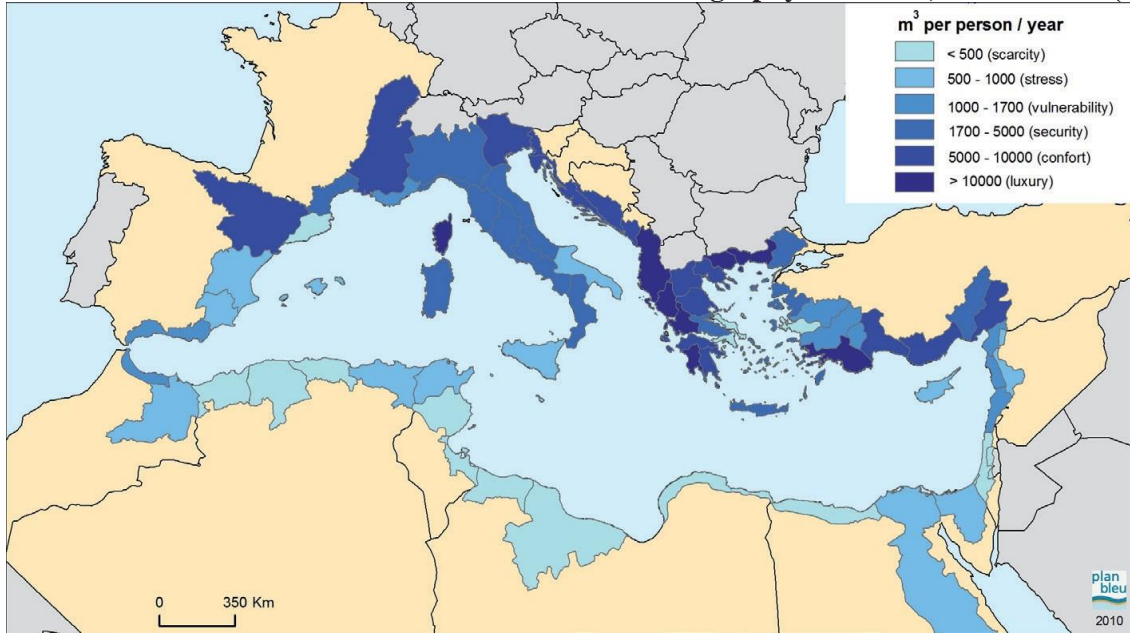 m³ per person / year
< 500 (scarcity)
500 - 1000 (stress)
1000 - 1700 (vulnerability)
1700 - 5000 (security)
5000 - 10000 (confort)
> 10000 (luxury)
0 350 Km
plan
bleu
2010